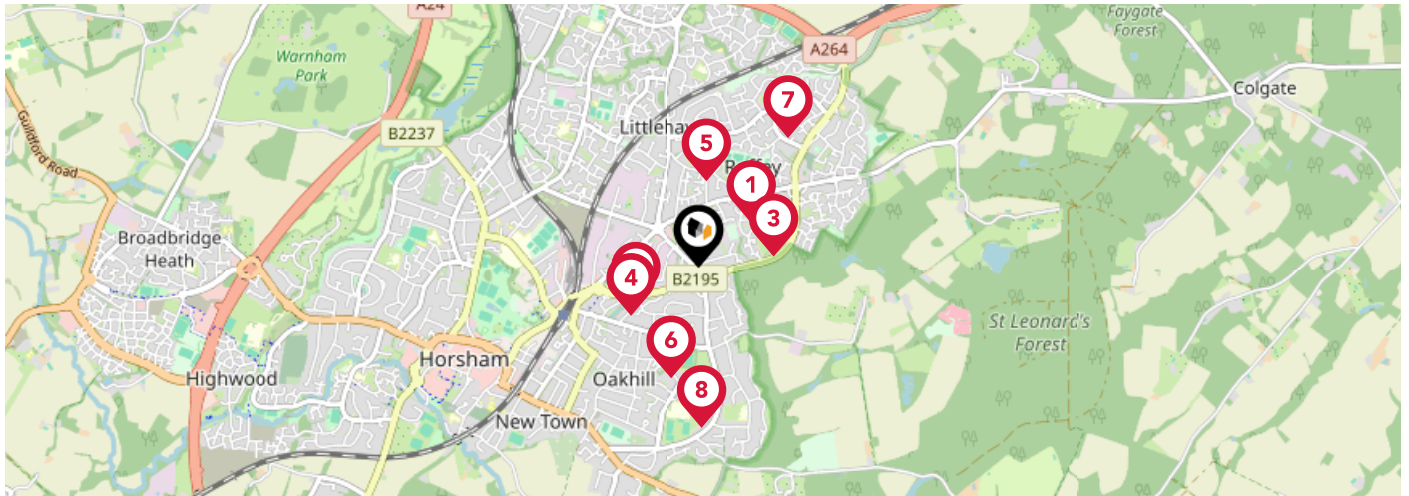 A24
Faygate
Forest
A264
Warnham
Park
Colgate
7
B2237
Guildford Road
5
1
3
Broadbridge
Heath
4
B2195
St Leonard's
Forest
6
Horsham
Highwood
Oakhill
8
New Town